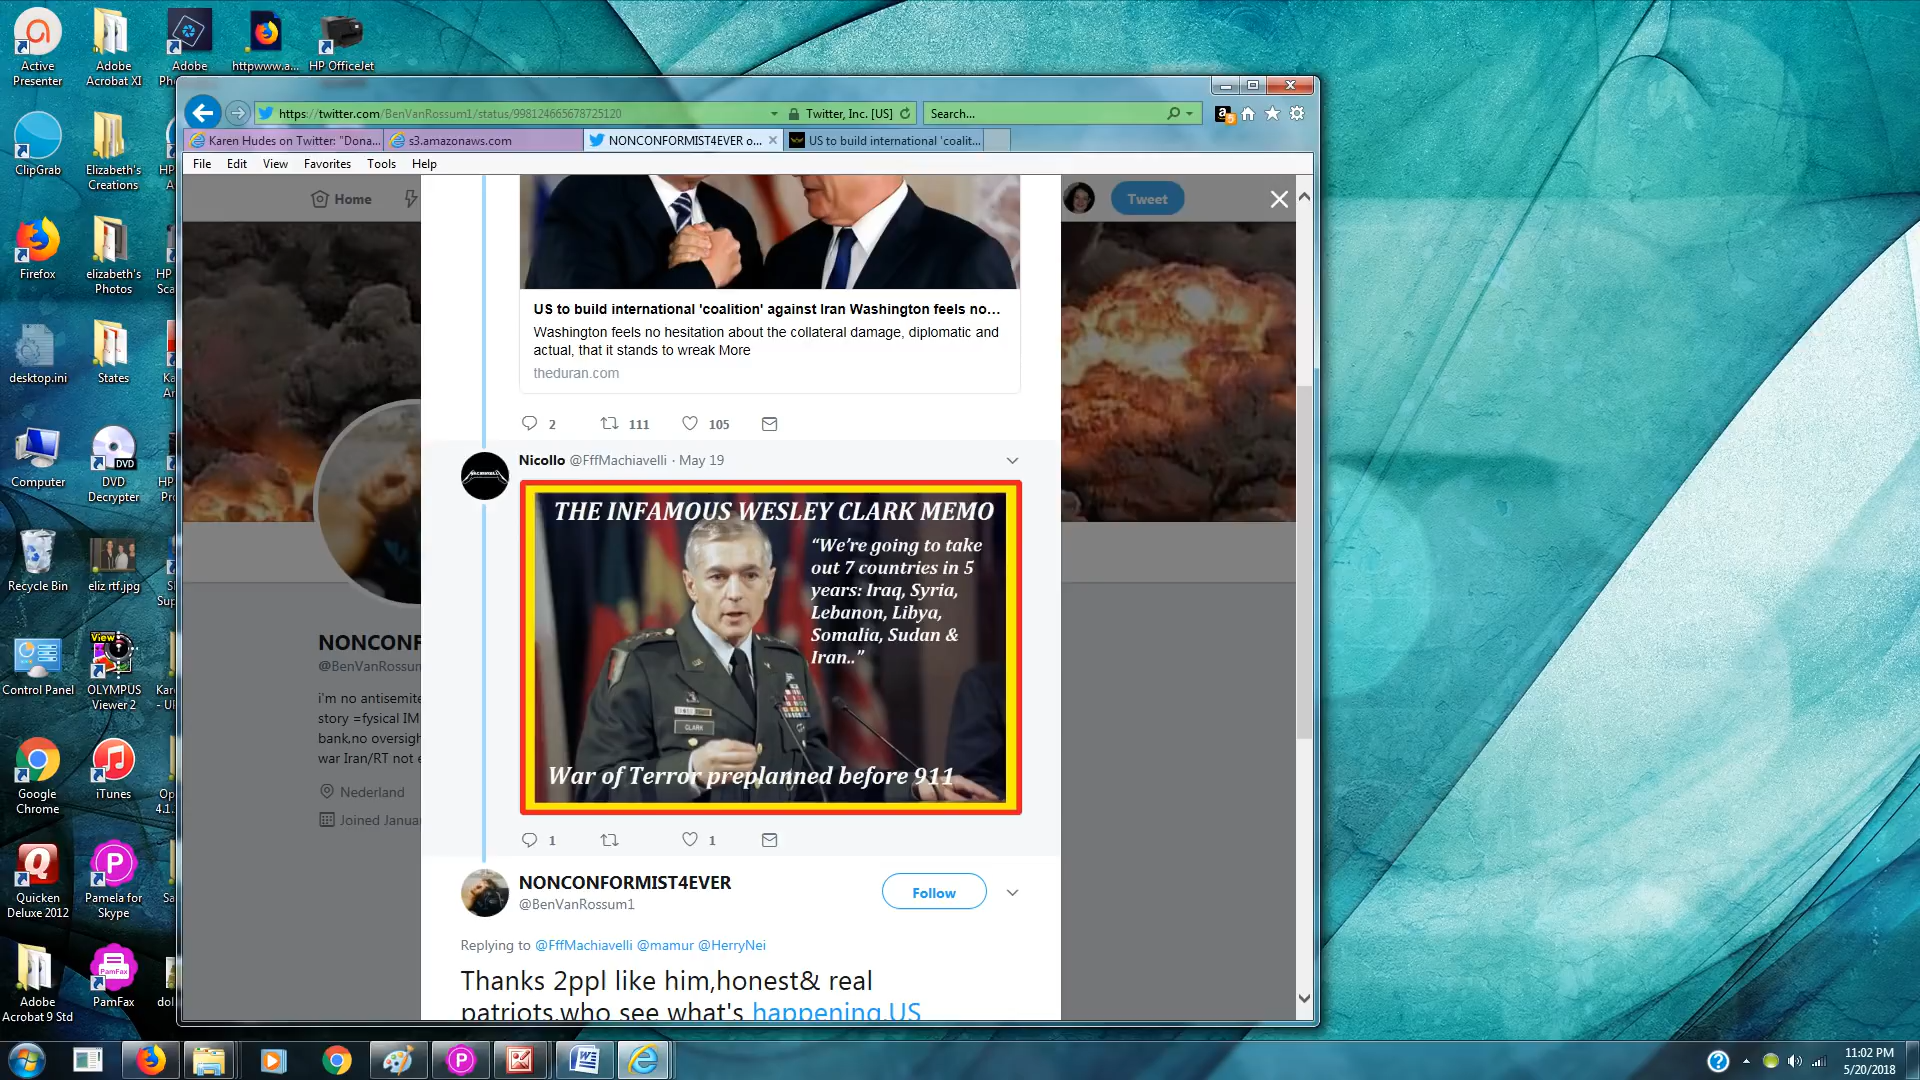 Active
Presenter
Adobe
Acrobat XI
Adobe
httpwww.a...
HP OfficeJet
ClipGrab
Elizabeth's
Creations
Firefox
elizabeth's
Photos
desktop.ini
States
Computer
DVD
DVD
Decrypter
Recycle Bin
eliz rtf.jpg
Control Panel
View
OLYMPUS
Viewer 2
Google
Chrome
iTunes
Quicken
Deluxe 2012
Pamela for
Skype
Adobe
Acrobat 9 Std
PamFax
PamFax
https://twitter.com/BenVanRossum1/status/998124665678725120
Twitter, Inc. [US]
Search...
Karen Hudes on Twitter: "Dona...
s3.amazonaws.com
NONCONFORMIST4EVER o...
US to build international 'coalit...
File Edit View Favorites Tools Help
Home
Tweet
US to build international 'coalition' against Iran Washington feels no...
Washington feels no hesitation about the collateral damage, diplomatic and
actual, that it stands to wreak More
theduran.com
2 111 105
Nicollo @FffMachiavelli · May 19
THE INFAMOUS WESLEY CLARK MEMO
“We’re going to take
out 7 countries in 5
years: Iraq, Syria,
Lebanon, Libya,
Somalia, Sudan &
Iran..”
CLARK
War of Terror preplanned before 911
1 1
NONCONF
@BenVanRossum
i'm no antisemite
story =fysical IM
bank,no oversigh
war Iran/RT not e
Nederland
Joined Janua
NONCONFORMIST4EVER
@BenVanRossum1
Follow
Replying to @FffMachiavelli @mamur @HerryNei
Thanks 2ppl like him,honest& real
patriots,who see what's happening.US
11:02 PM
5/20/2018